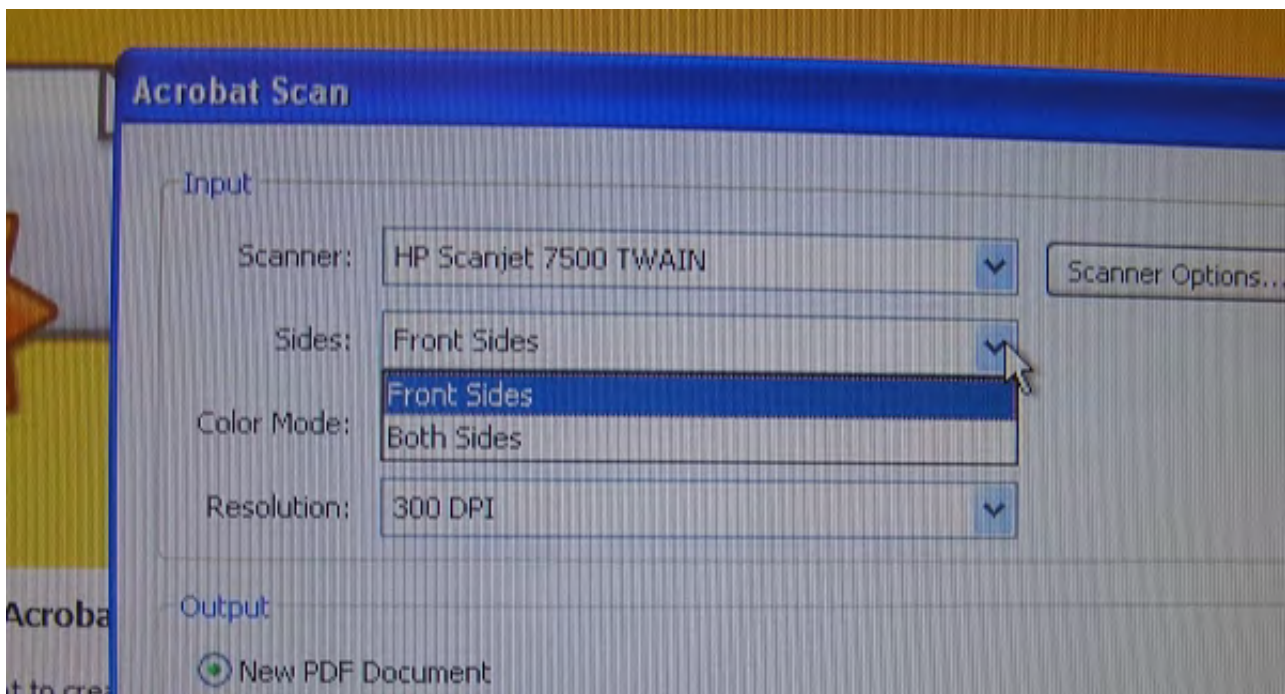 Acrobat Scan
Input
Scanner: HP Scanjet 7500 TWAIN
Scanner Options...
Sides: Front Sides
Front Sides
Both Sides
Color Mode:
Resolution: 300 DPI
Output
New PDF Document